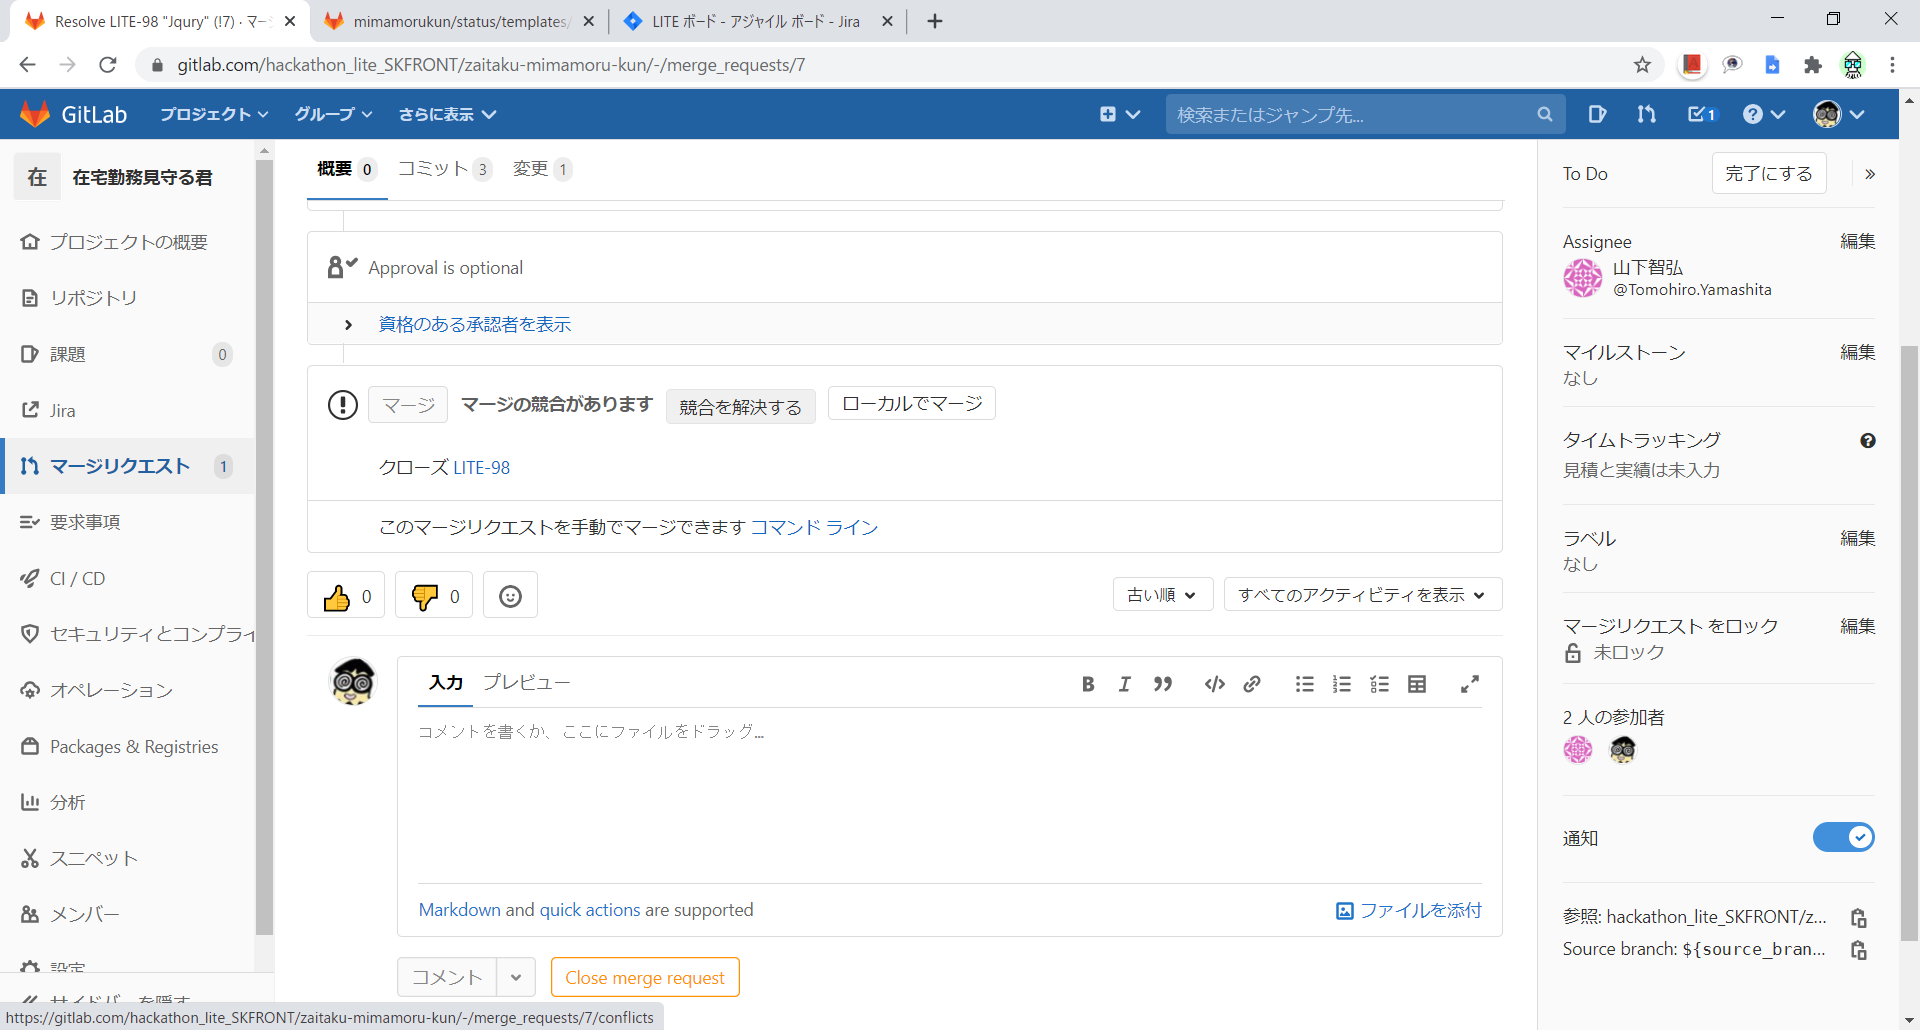 Resolve LITE-98 "Jqury" (!7) · マー
mimamorukun/status/templates/
LITE ボード - アジャイル ボード - Jira
gitlab.com/hackathon_lite_SKFRONT/zaitaku-mimamoru-kun/-/merge_requests/7
GitLab
プロジェクト
グループ
さらに表示
検索またはジャンプ先...
1
在
在宅勤務見守る君
プロジェクトの概要
リポジトリ
課題
0
Jira
マージリクエスト
1
要求事項
CI / CD
セキュリティとコンプライ
オペレーション
Packages & Registries
分析
スニペット
メンバー
設定
サイドバーを隠す
概要 0
コミット 3
変更 1
Approval is optional
資格のある承認者を表示
マージ
マージの競合があります
競合を解決する
ローカルでマージ
クローズ LITE-98
このマージリクエストを手動でマージできます コマンド ライン
0
0
古い順
すべてのアクティビティを表示
入力
プレビュー
コメントを書くか、ここにファイルをドラッグ...
Markdown and quick actions are supported
ファイルを添付
コメント
Close merge request
To Do
完了にする
Assignee
編集
山下智弘
@Tomohiro.Yamashita
マイルストーン
編集
なし
タイムトラッキング
見積と実績は未入力
ラベル
編集
なし
マージリクエスト をロック
編集
未ロック
2 人の参加者
通知
参照: hackathon_lite_SKFRONT/z...
Source branch: ${source_bran...
https://gitlab.com/hackathon_lite_SKFRONT/zaitaku-mimamoru-kun/-/merge_requests/7/conflicts